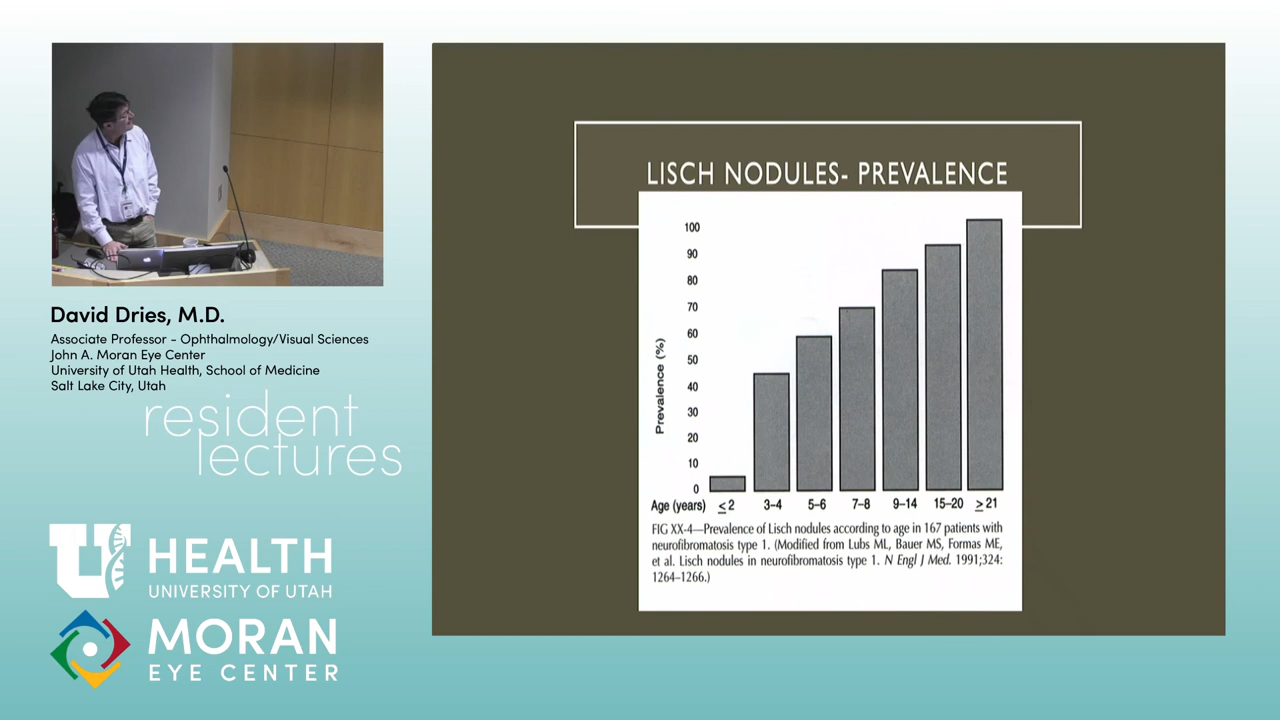 David Dries, M.D.
Associate Professor - Ophthalmology/Visual Sciences
John A. Moran Eye Center
University of Utah Health, School of Medicine
Salt Lake City, Utah
resident
lectures
U HEALTH
UNIVERSITY OF UTAH
MORAN
EYE CENTER
LISCH NODULES- PREVALENCE
Prevalence (%)
100
90
80
70
60
50
40
30
20
10
0
Age (years) ≤ 2 3–4 5–6 7–8 9–14 15–20 ≥ 21
FIG XX-4—Prevalence of Lisch nodules according to age in 167 patients with
neurofibromatosis type 1. (Modified from Lubs ML, Bauer MS, Formas ME,
et al. Lisch nodules in neurofibromatosis type 1. N Engl J Med. 1991;324:
1264–1266.)